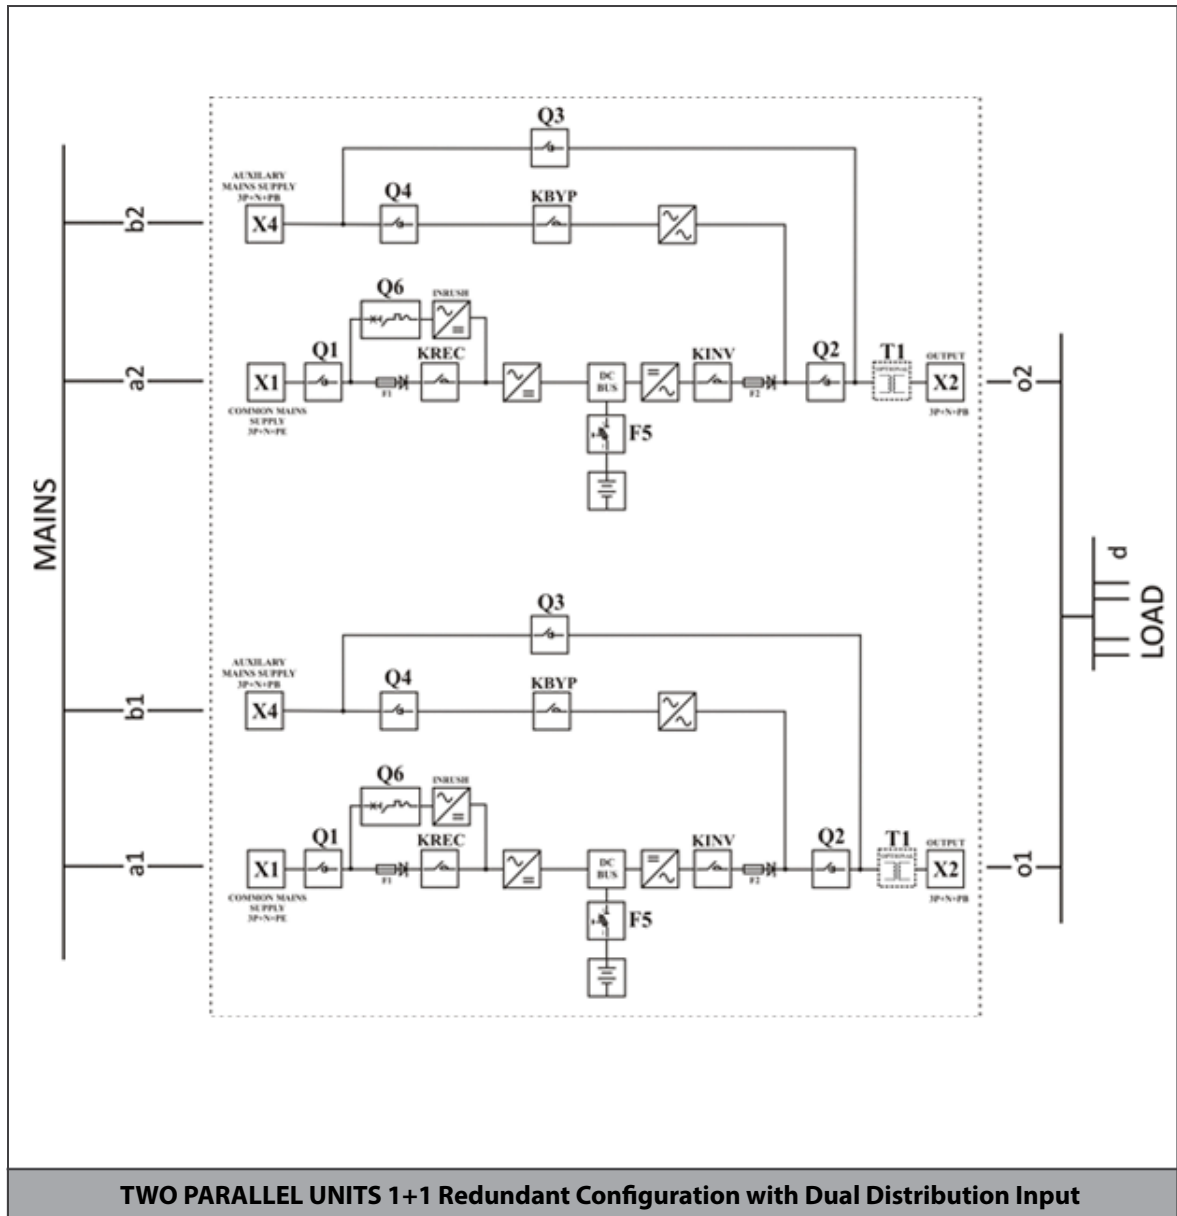 Q3
AUXILARY
MAINS SUPPLY
3P+N+PB
Q4
KBYP
X4
b2
Q6
INRUSH
Q1
KREC
KINV
Q2
T1
OUTPUT
X1
F1
DC
BUS
F2
OPTIONAL
X2
a2
o2
COMMON MAINS
SUPPLY
3P+N+PE
3P+N+PB
F5
MAINS
d
LOAD
Q3
AUXILARY
MAINS SUPPLY
3P+N+PB
Q4
KBYP
X4
b1
Q6
INRUSH
Q1
KREC
KINV
Q2
T1
OUTPUT
X1
F1
DC
BUS
F2
OPTIONAL
X2
a1
o1
COMMON MAINS
SUPPLY
3P+N+PE
3P+N+PB
F5
TWO PARALLEL UNITS 1+1 Redundant Configuration with Dual Distribution Input